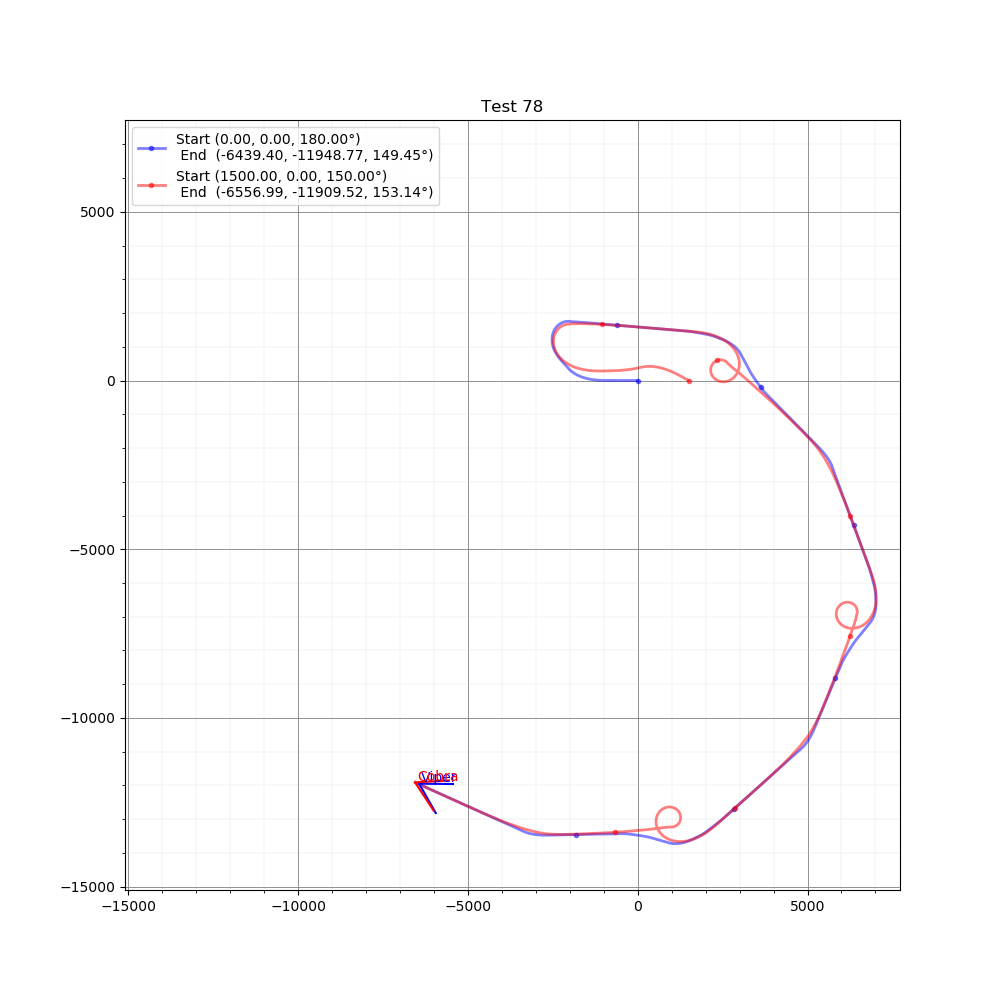 Test 78
Start (0.00, 0.00, 180.00°)
End (-6439.40, -11948.77, 149.45°)
Start (1500.00, 0.00, 150.00°)
End (-6556.99, -11909.52, 153.14°)
5000
0
−5000
−10000
−15000
Cobra
Viper
−15000
−10000
−5000
0
5000